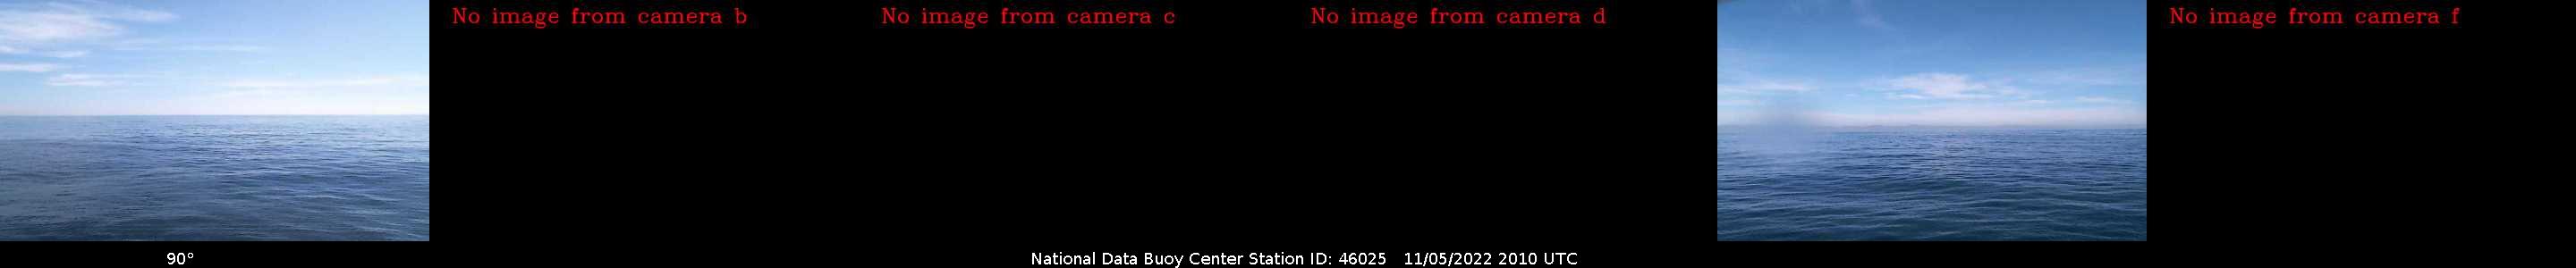 No image from camera b
No image from camera c
No image from camera d
No image from camera f
90°
National Data Buoy Center Station ID: 46025 11/05/2022 2010 UTC